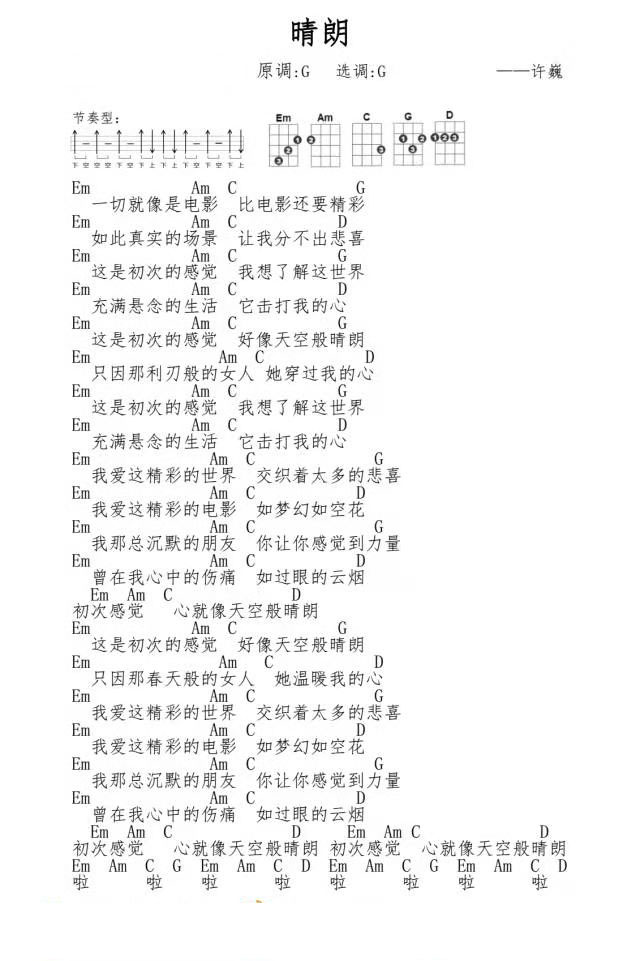 晴朗
原调:G 选调:G ——许巍
节奏型:
Em Am C G D
下 空 空 空 下 空 下 上 下 上 下 空 下 空 下 上
Em Am C G
一切就像是电影 比电影还要精彩
Em Am C D
如此真实的场景 让我分不出悲喜
Em Am C G
这是初次的感觉 我想了解这世界
Em Am C D
充满悬念的生活 它击打我的心
Em Am C G
这是初次的感觉 好像天空般晴朗
Em Am C D
只因那利刃般的女人 她穿过我的心
Em Am C G
这是初次的感觉 我想了解这世界
Em Am C D
充满悬念的生活 它击打我的心
Em Am C G
我爱这精彩的世界 交织着太多的悲喜
Em Am C D
我爱这精彩的电影 如梦幻如空花
Em Am C G
我那总沉默的朋友 你让你感觉到力量
Em Am C D
曾在我心中的伤痛 如过眼的云烟
Em Am C D
初次感觉 心就像天空般晴朗
Em Am C G
这是初次的感觉 好像天空般晴朗
Em Am C D
只因那春天般的女人 她温暖我的心
Em Am C G
我爱这精彩的世界 交织着太多的悲喜
Em Am C D
我爱这精彩的电影 如梦幻如空花
Em Am C G
我那总沉默的朋友 你让你感觉到力量
Em Am C D
曾在我心中的伤痛 如过眼的云烟
Em Am C D Em Am C D
初次感觉 心就像天空般晴朗 初次感觉 心就像天空般晴朗
Em Am C G Em Am C D Em Am C G Em Am C D
啦 啦 啦 啦 啦 啦 啦 啦